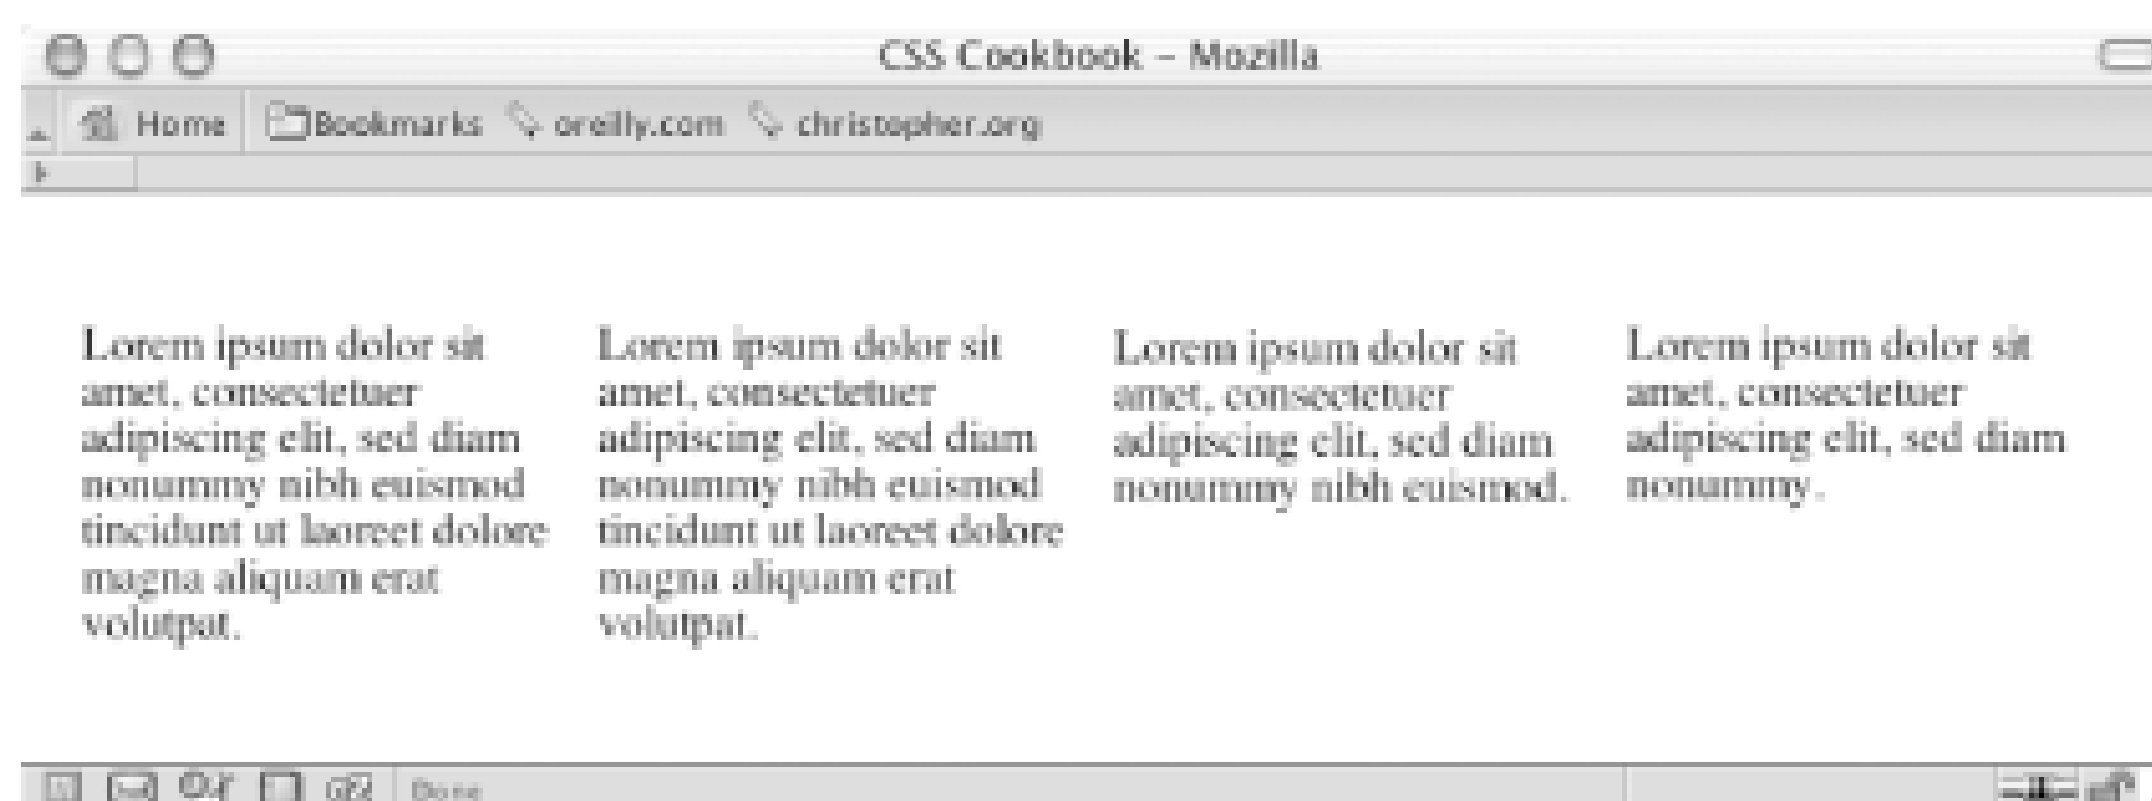 CSS Cookbook – Mozilla
Home Bookmarks oreilly.com christopher.org
Lorem ipsum dolor sit
amet, consectetuer
adipiscing elit, sed diam
nonummy nibh euismod
tincidunt ut laoreet dolore
magna aliquam erat
volutpat.
Lorem ipsum dolor sit
amet, consectetuer
adipiscing elit, sed diam
nonummy nibh euismod
tincidunt ut laoreet dolore
magna aliquam erat
volutpat.
Lorem ipsum dolor sit
amet, consectetuer
adipiscing elit, sed diam
nonummy nibh euismod.
Lorem ipsum dolor sit
amet, consectetuer
adipiscing elit, sed diam
nonummy.
Done